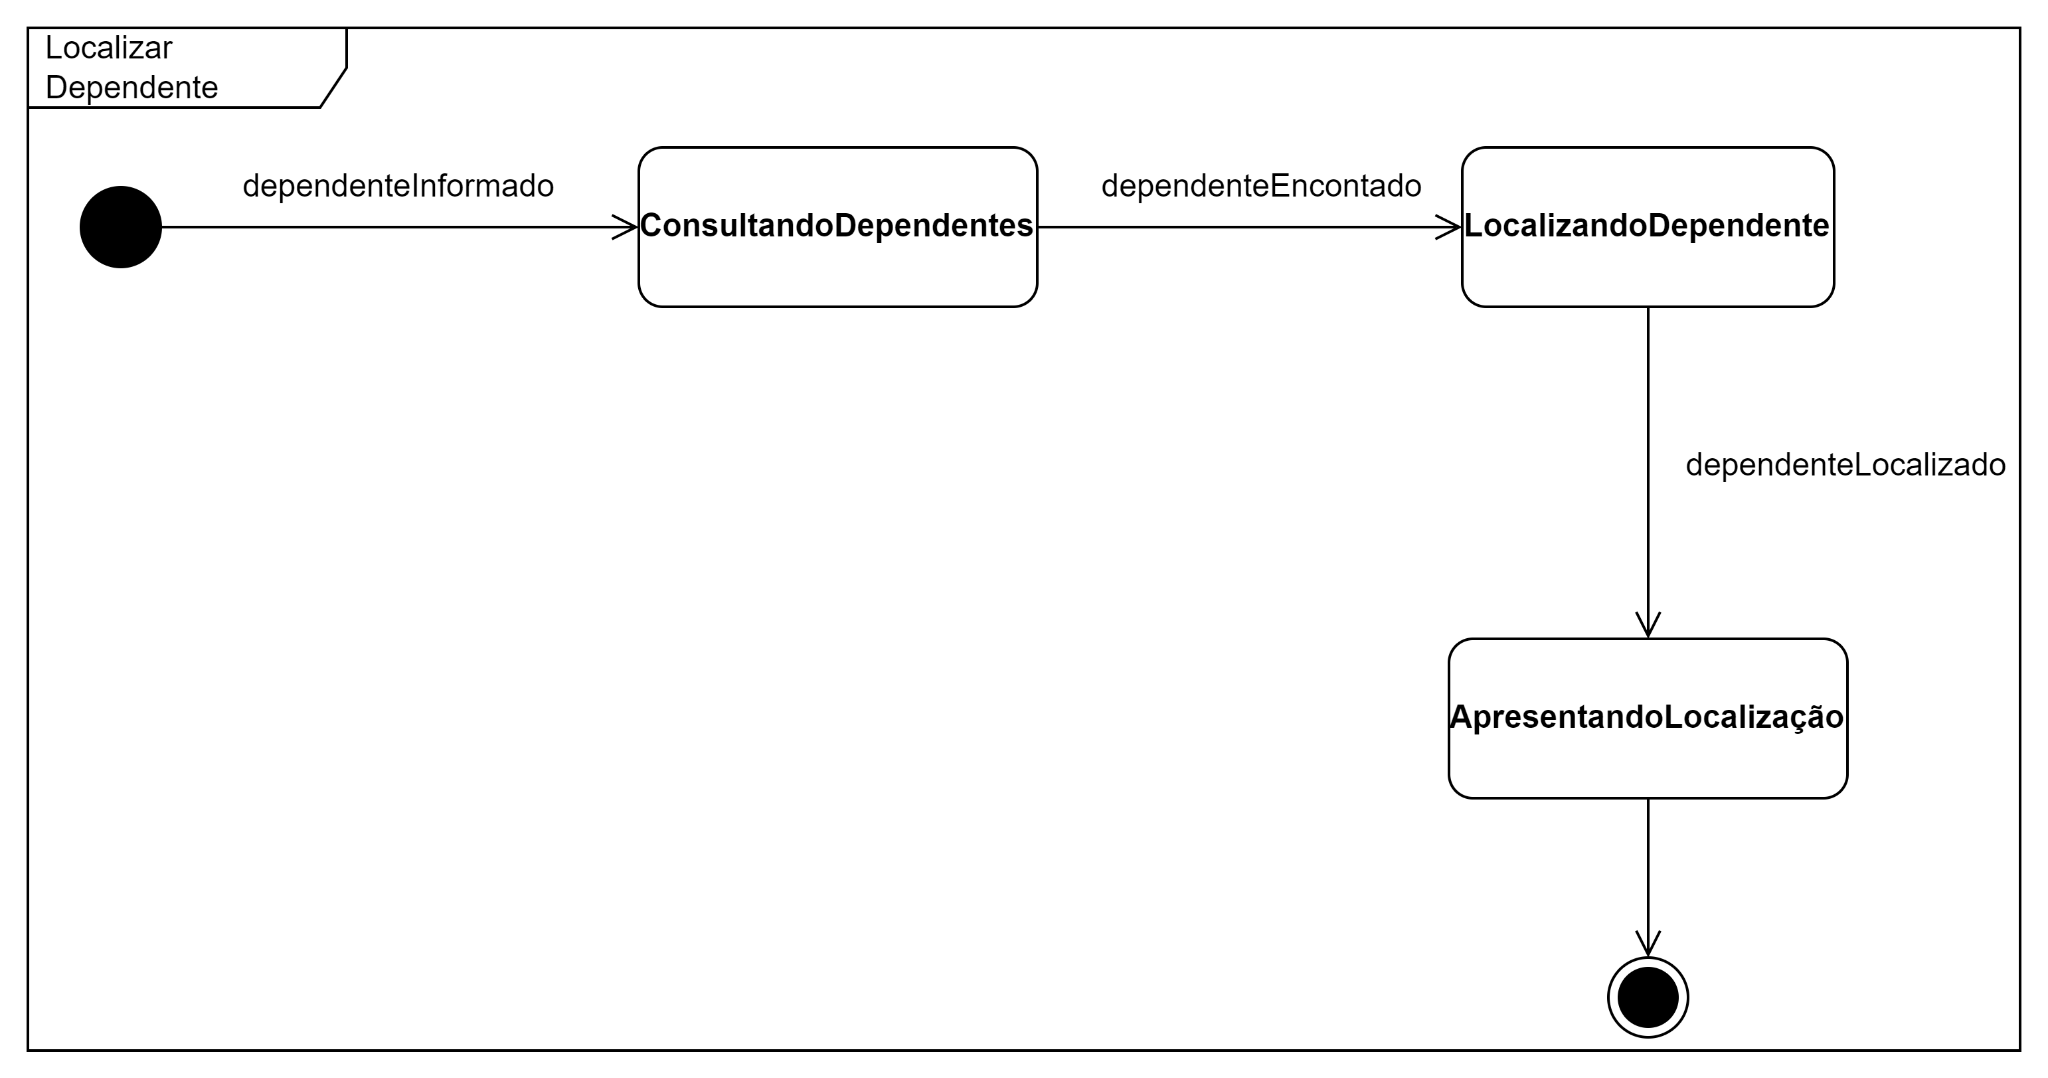 Localizar
Dependente
dependenteInformado
ConsultandoDependentes
dependenteEncontado
LocalizandoDependente
dependenteLocalizado
ApresentandoLocalização